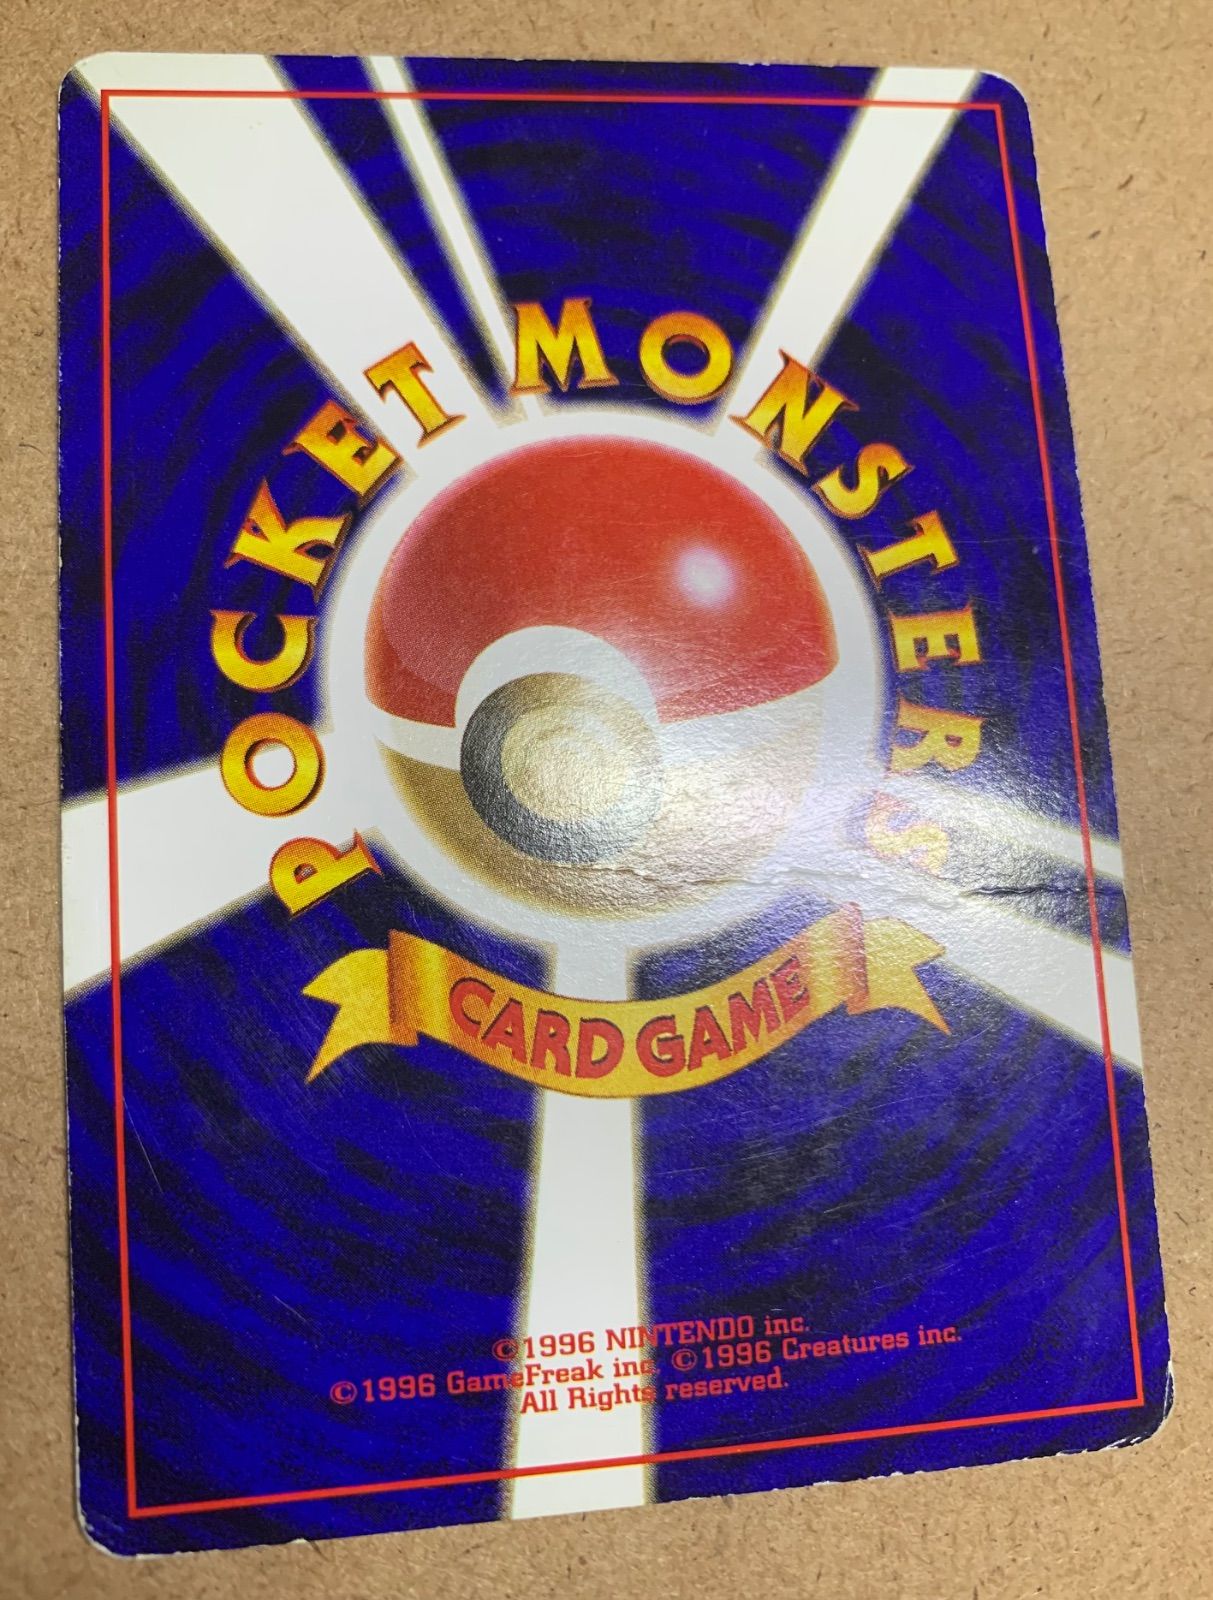 POCKET MONSTERS
CARD GAME
©1996 NINTENDO inc.
©1996 GameFreak inc. ©1996 Creatures inc.
All Rights reserved.